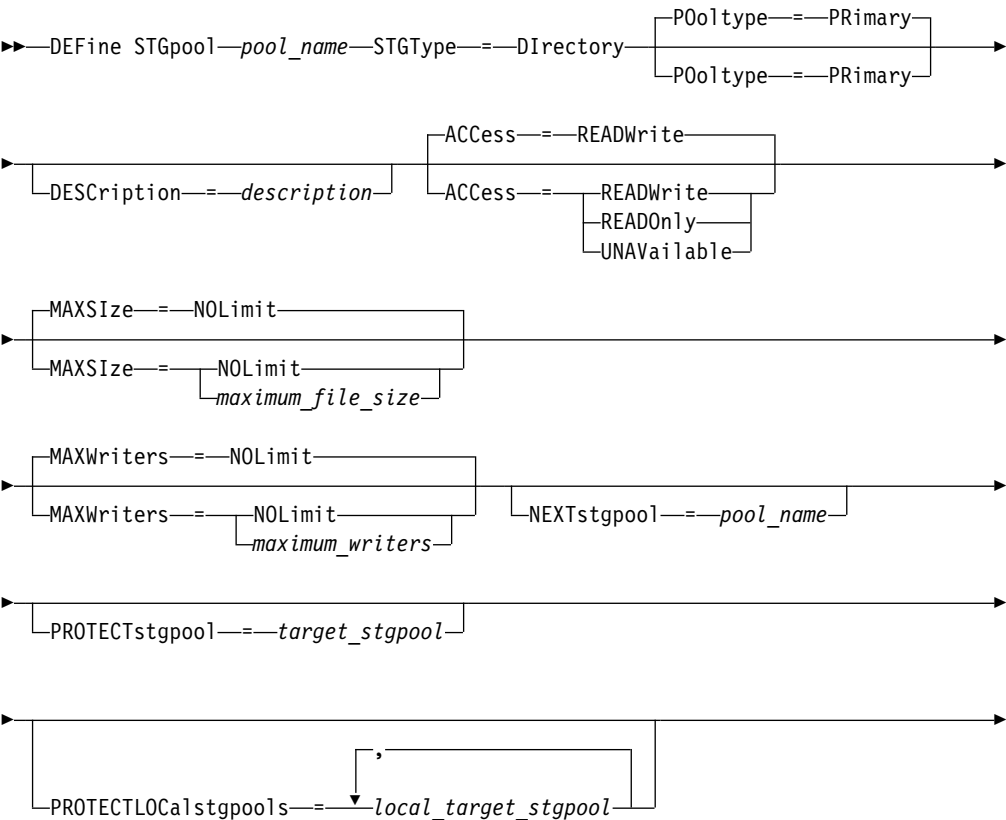 POoltype = PRimary
DEFine STGpool pool_name STGType = DIrectory
POoltype = PRimary
ACCess = READWrite
DESCription = description
ACCess = READWrite
READOnly
UNAVailable
MAXSIze = NOLimit
MAXSIze = NOLimit
maximum_file_size
MAXWriters = NOLimit
MAXWriters = NOLimit
maximum_writers
NEXTstgpool = pool_name
PROTECTstgpool = target_stgpool
,
PROTECTLOCalstgpools = local_target_stgpool